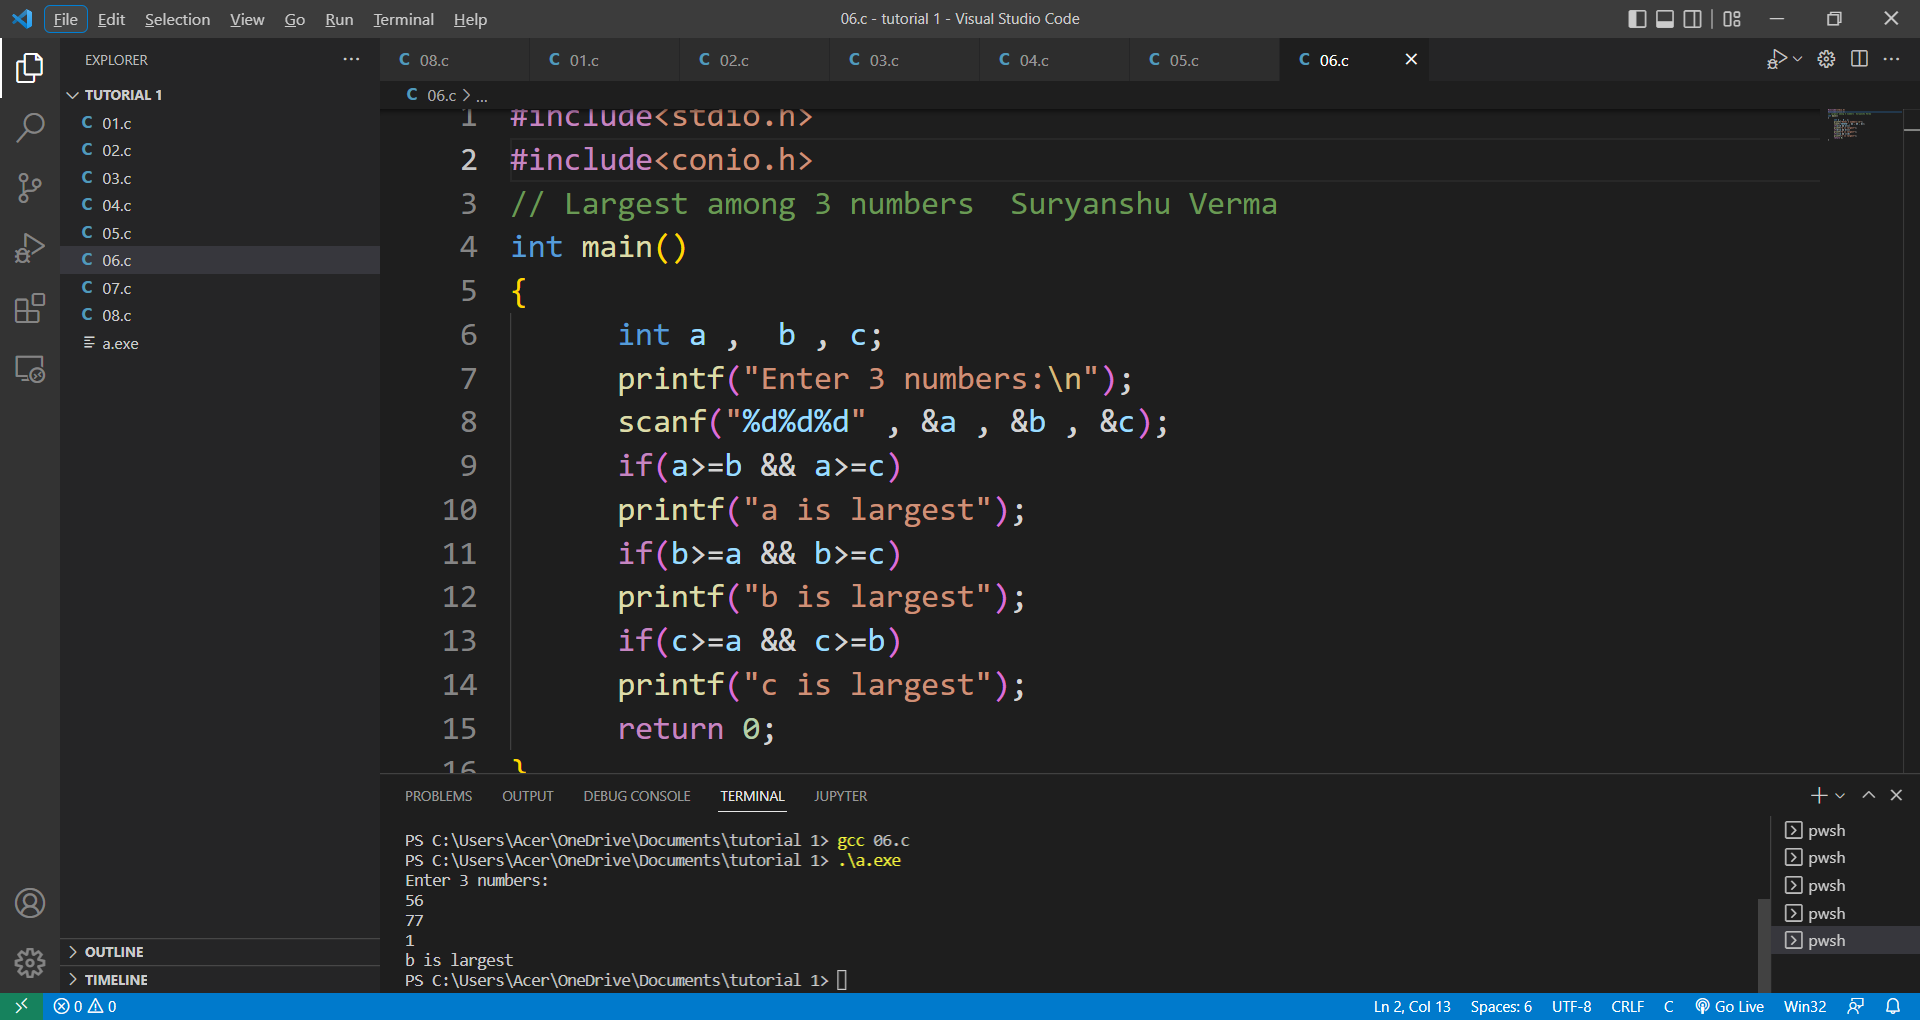 File Edit Selection View Go Run Terminal Help
06.c - tutorial 1 - Visual Studio Code
EXPLORER
TUTORIAL 1
01.c
02.c
03.c
04.c
05.c
06.c
07.c
08.c
a.exe
OUTLINE
TIMELINE
C 08.c C 01.c C 02.c C 03.c C 04.c C 05.c C 06.c
C 06.c > ...
1 #include<stdio.h>
2 #include<conio.h>
3 // Largest among 3 numbers  Suryanshu Verma
4 int main()
5 {
6 int a ,  b , c;
7 printf("Enter 3 numbers:\n");
8 scanf("%d%d%d" , &a , &b , &c);
9 if(a>=b && a>=c)
10 printf("a is largest");
11 if(b>=a && b>=c)
12 printf("b is largest");
13 if(c>=a && c>=b)
14 printf("c is largest");
15 return 0;
16 }
PROBLEMS OUTPUT DEBUG CONSOLE TERMINAL JUPYTER
PS C:\Users\Acer\OneDrive\Documents\tutorial 1> gcc 06.c
PS C:\Users\Acer\OneDrive\Documents\tutorial 1> .\a.exe
Enter 3 numbers:
56
77
1
b is largest
PS C:\Users\Acer\OneDrive\Documents\tutorial 1>
pwsh
pwsh
pwsh
pwsh
pwsh
0 0 Ln 2, Col 13 Spaces: 6 UTF-8 CRLF C Go Live Win32